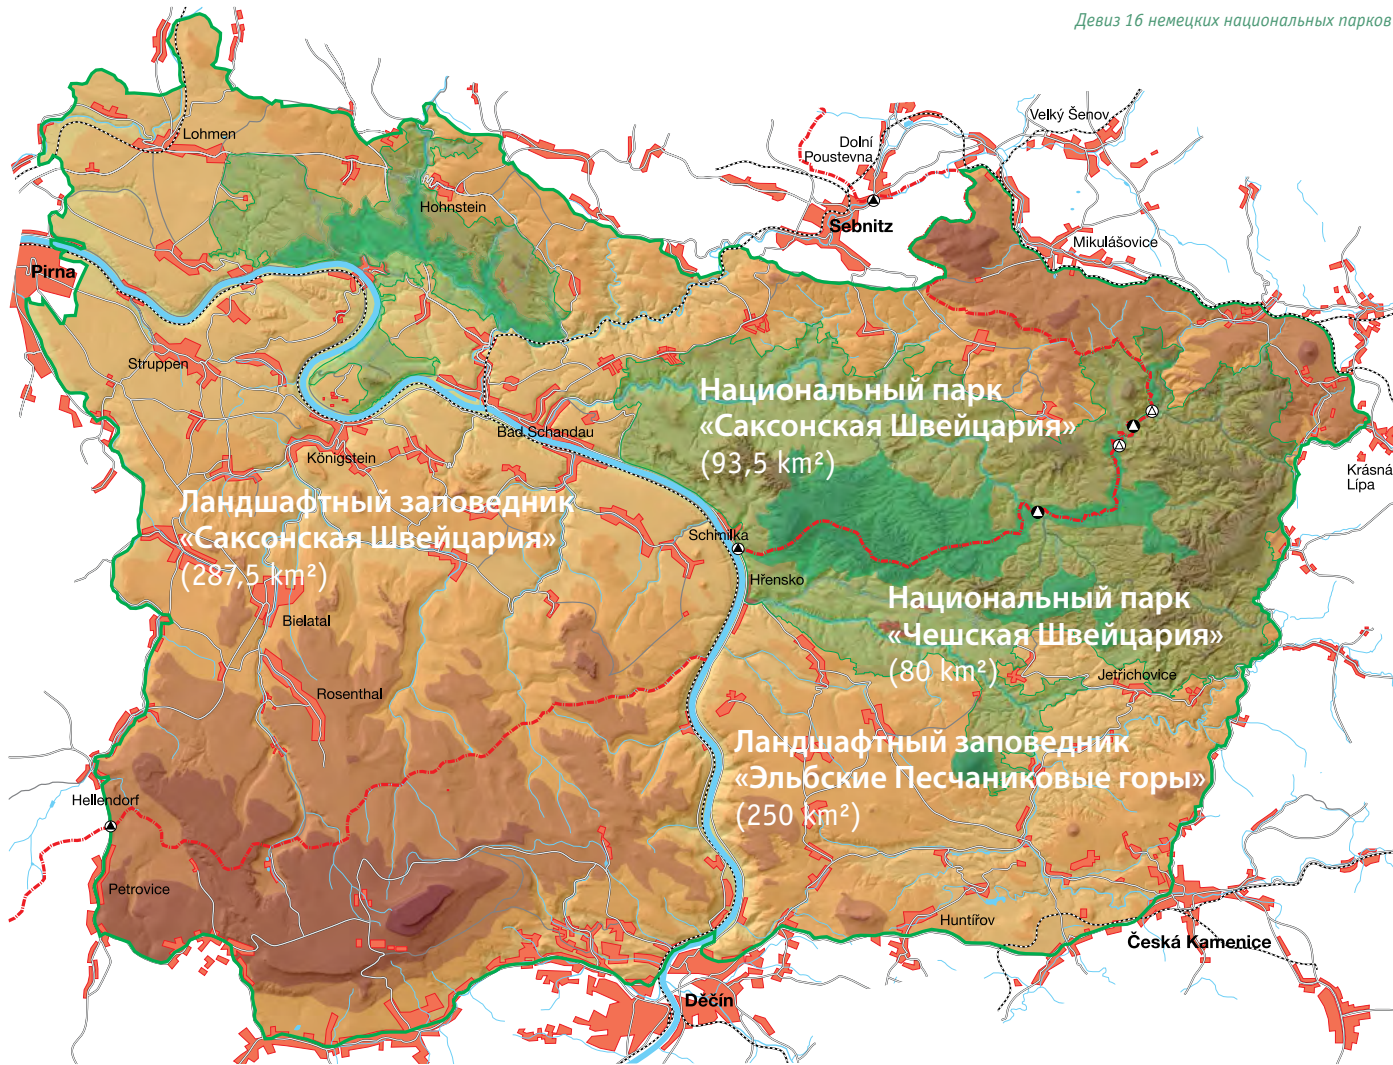 Девиз 16 немецких национальных парков
Velký Šenov
Lohmen
Dolní
Poustevna
Hohnstein
Sebnitz
Mikulášovice
Pirna
Struppen
Национальный парк
«Саксонская Швейцария»
(93,5 km²)
Bad Schandau
Königstein
Krásná
Lípa
Ландшафтный заповедник
«Саксонская Швейцария»
(287,5 km²)
Schmilka
Hřensko
Национальный парк
«Чешская Швейцария»
(80 km²)
Bielatal
Rosenthal
Jetřichovice
Ландшафтный заповедник
«Эльбские Песчаниковые горы»
(250 km²)
Hellendorf
Petrovice
Huntířov
Česká Kamenice
Děčín